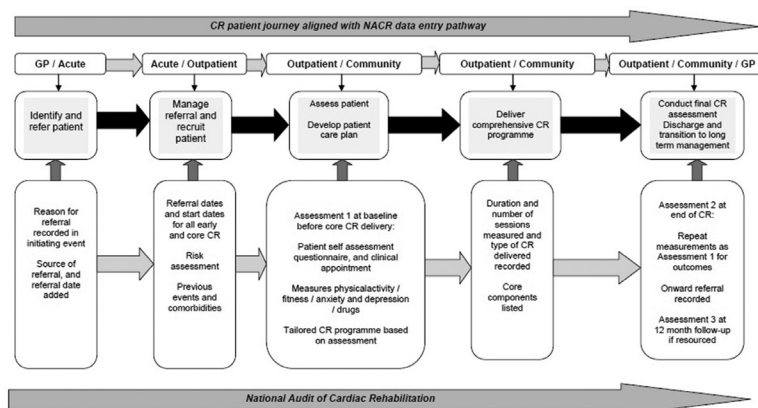 CR patient journey aligned with NACR data entry pathway
GP / Acute
Acute / Outpatient
Outpatient / Community
Outpatient / Community
Outpatient / Community / GP
Identify and
refer patient
Manage
referral and
recruit
patient
Assess patient
Develop patient
care plan
Deliver
comprehensive CR
programme
Conduct final CR
assessment
Discharge and
transition to long
term management
Reason for
referral
recorded in
initiating event
Source of
referral, and
referral date
added
Referral dates
and start dates
for all early
and core CR
Risk
assessment
Previous
events and
comorbidities
Assessment 1 at baseline
before core CR delivery:
Patient self assessment
questionnaire, and clinical
appointment
Measures physicalactivity /
fitness / anxiety and depression
/ drugs
Tailored CR programme based
on assessment
Duration and
number of
sessions
measured and
type of CR
delivered
recorded
Core
components
listed
Assessment 2 at
end of CR:
Repeat
measurements as
Assessment 1 for
outcomes
Onward referral
recorded
Assessment 3 at
12 month follow-up
if resourced
National Audit of Cardiac Rehabilitation